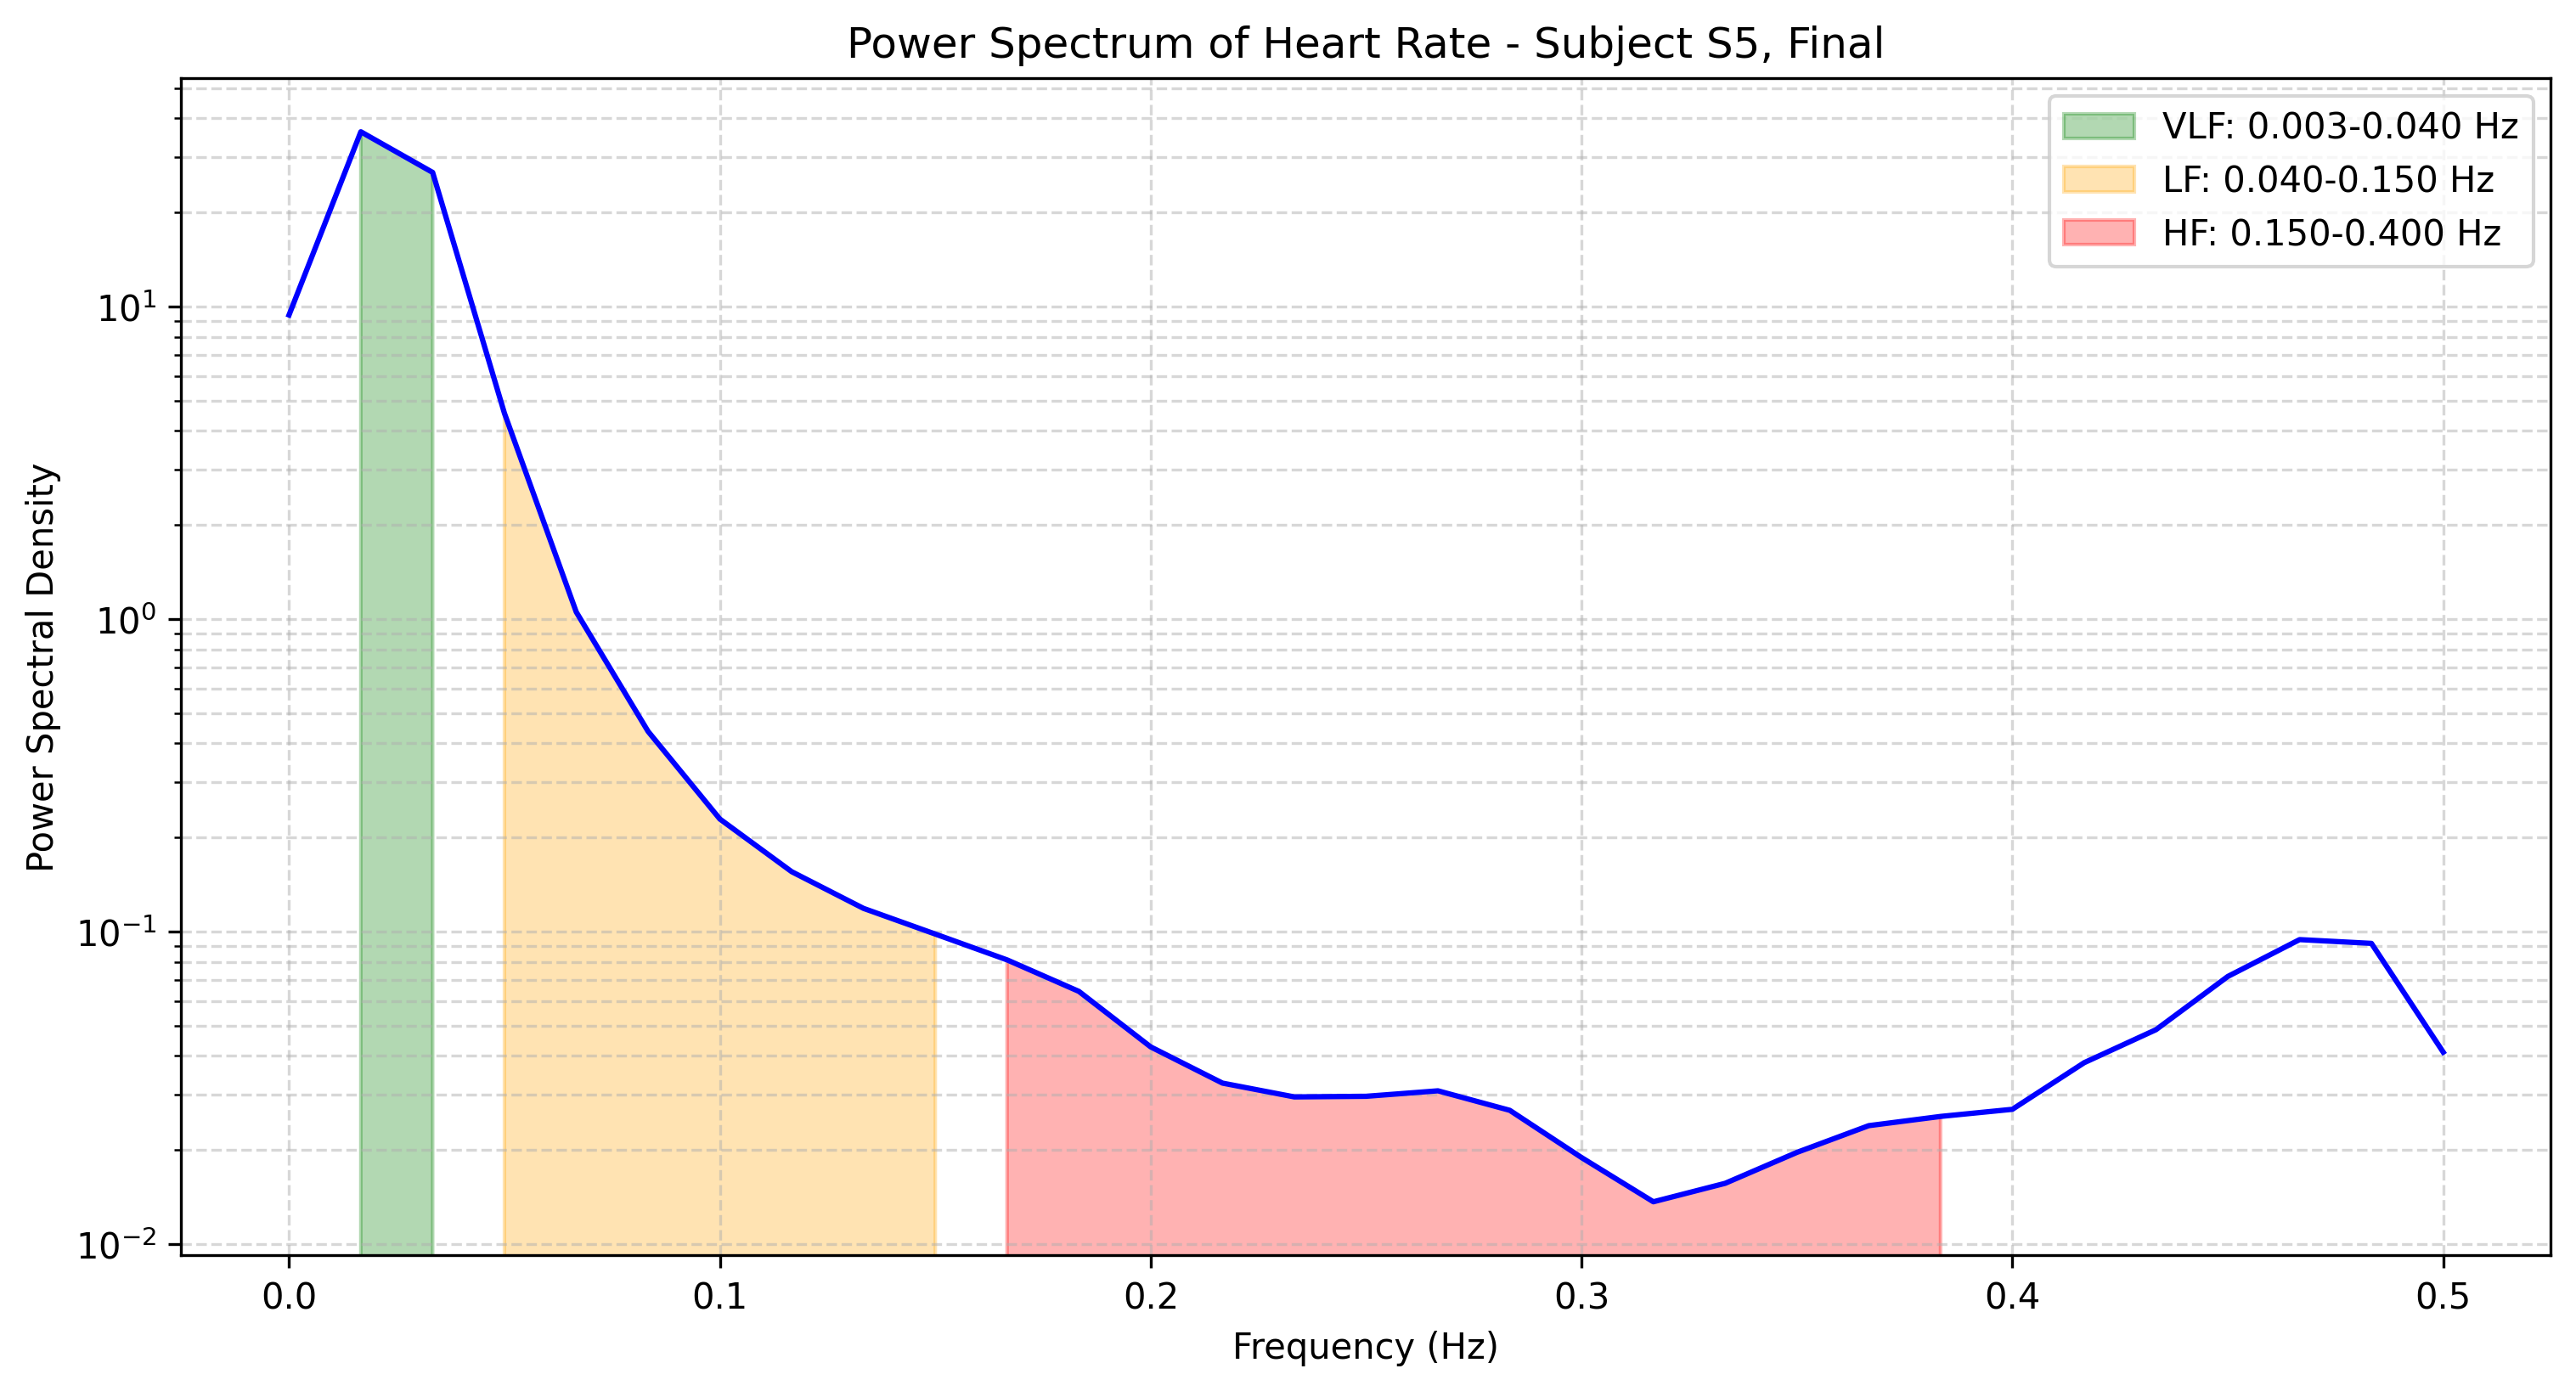 Power Spectrum of Heart Rate - Subject S5, Final
VLF: 0.003-0.040 Hz
LF: 0.040-0.150 Hz
HF: 0.150-0.400 Hz
Power Spectral Density
10¹
10⁰
10⁻¹
10⁻²
0.0 0.1 0.2 0.3 0.4 0.5
Frequency (Hz)